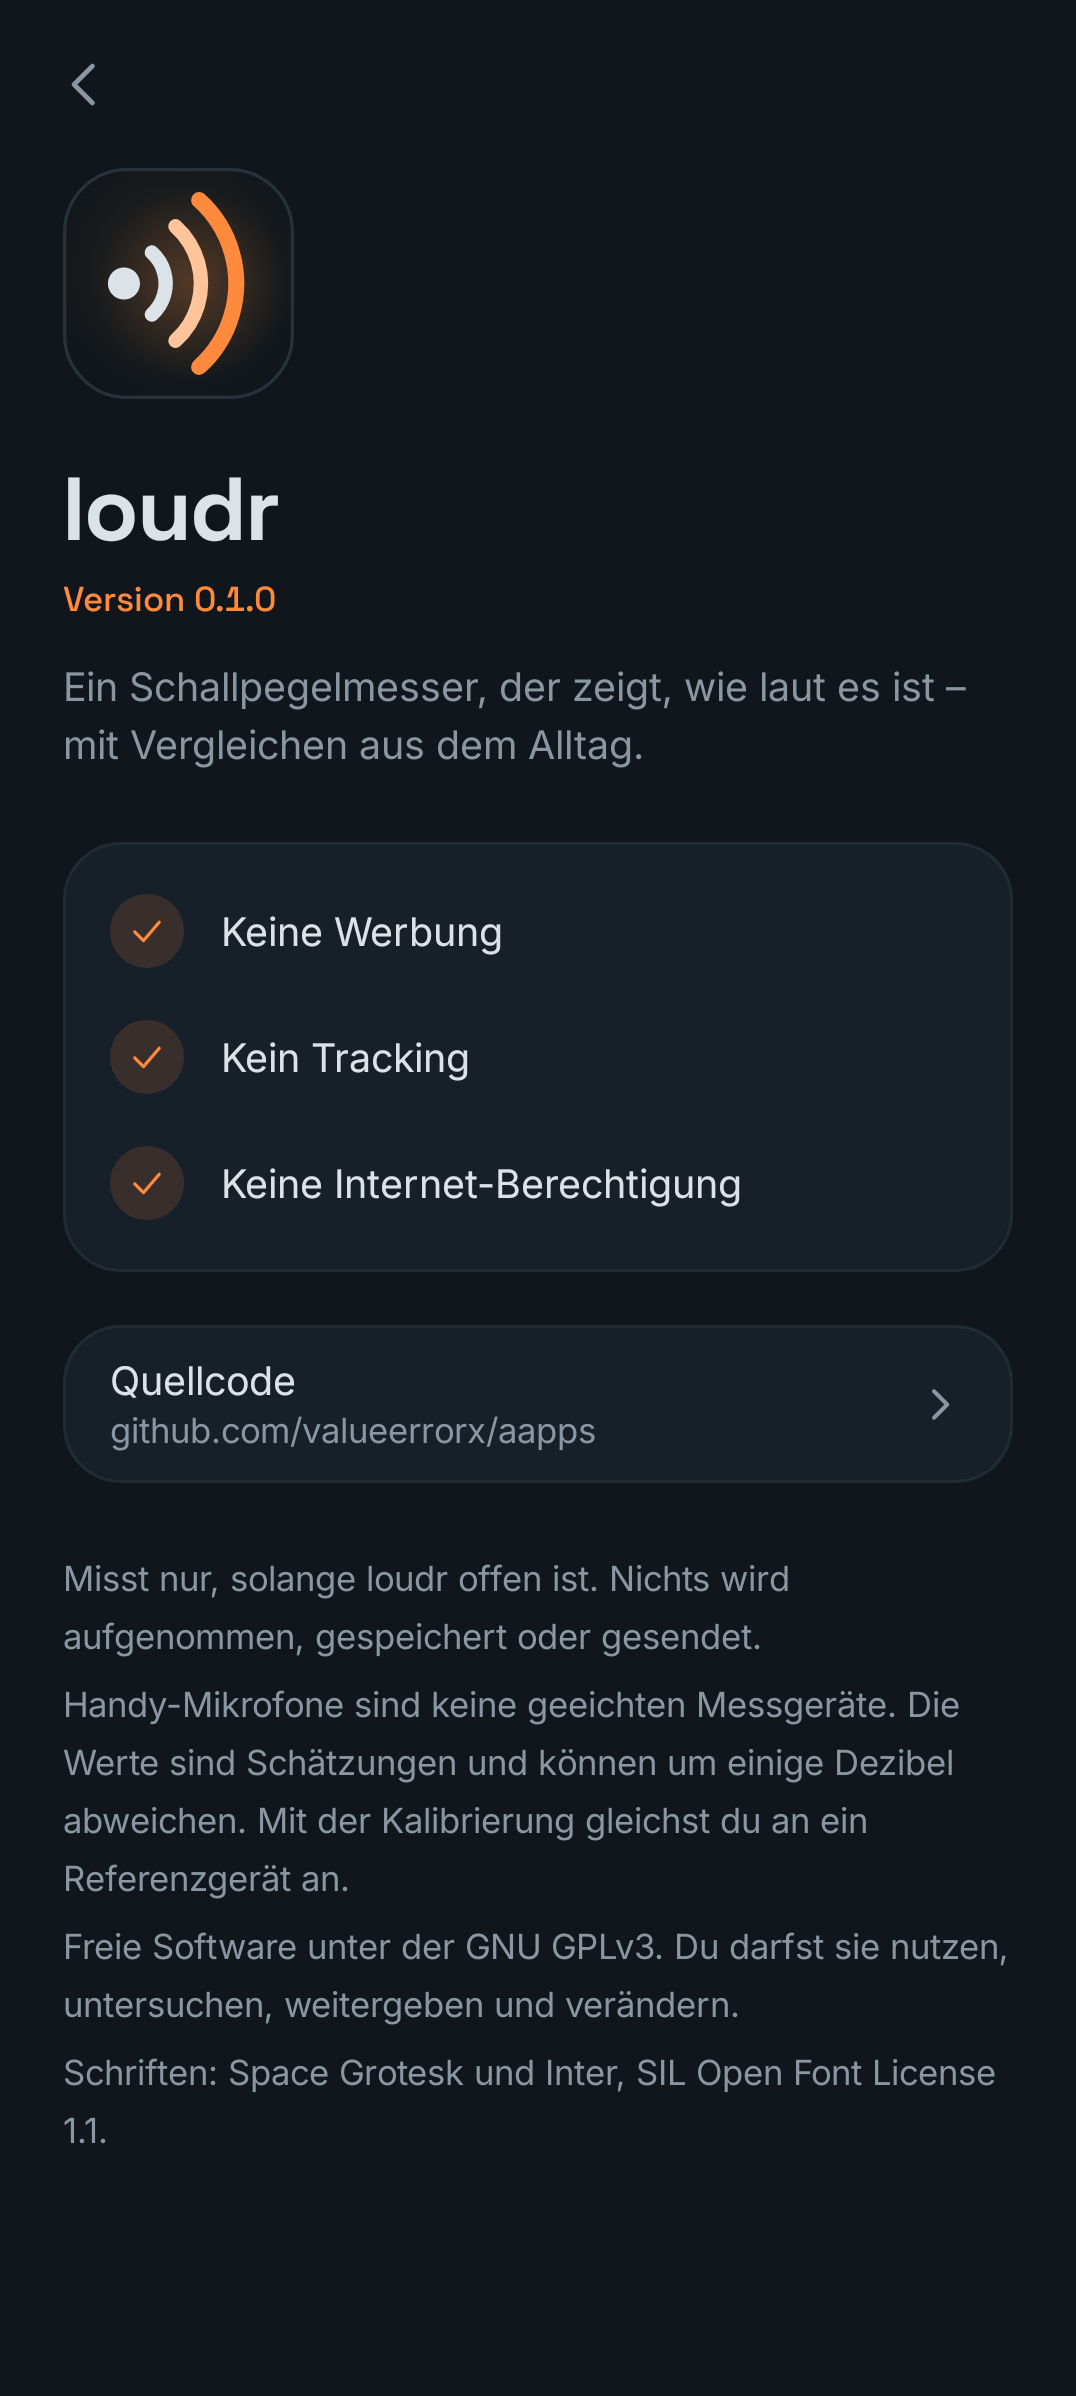 loudr
Version 0.1.0
Ein Schallpegelmesser, der zeigt, wie laut es ist –
mit Vergleichen aus dem Alltag.
Keine Werbung
Kein Tracking
Keine Internet-Berechtigung
Quellcode
github.com/valueerrorx/aapps
Misst nur, solange loudr offen ist. Nichts wird
aufgenommen, gespeichert oder gesendet.
Handy-Mikrofone sind keine geeichten Messgeräte. Die
Werte sind Schätzungen und können um einige Dezibel
abweichen. Mit der Kalibrierung gleichst du an ein
Referenzgerät an.
Freie Software unter der GNU GPLv3. Du darfst sie nutzen,
untersuchen, weitergeben und verändern.
Schriften: Space Grotesk und Inter, SIL Open Font License
1.1.